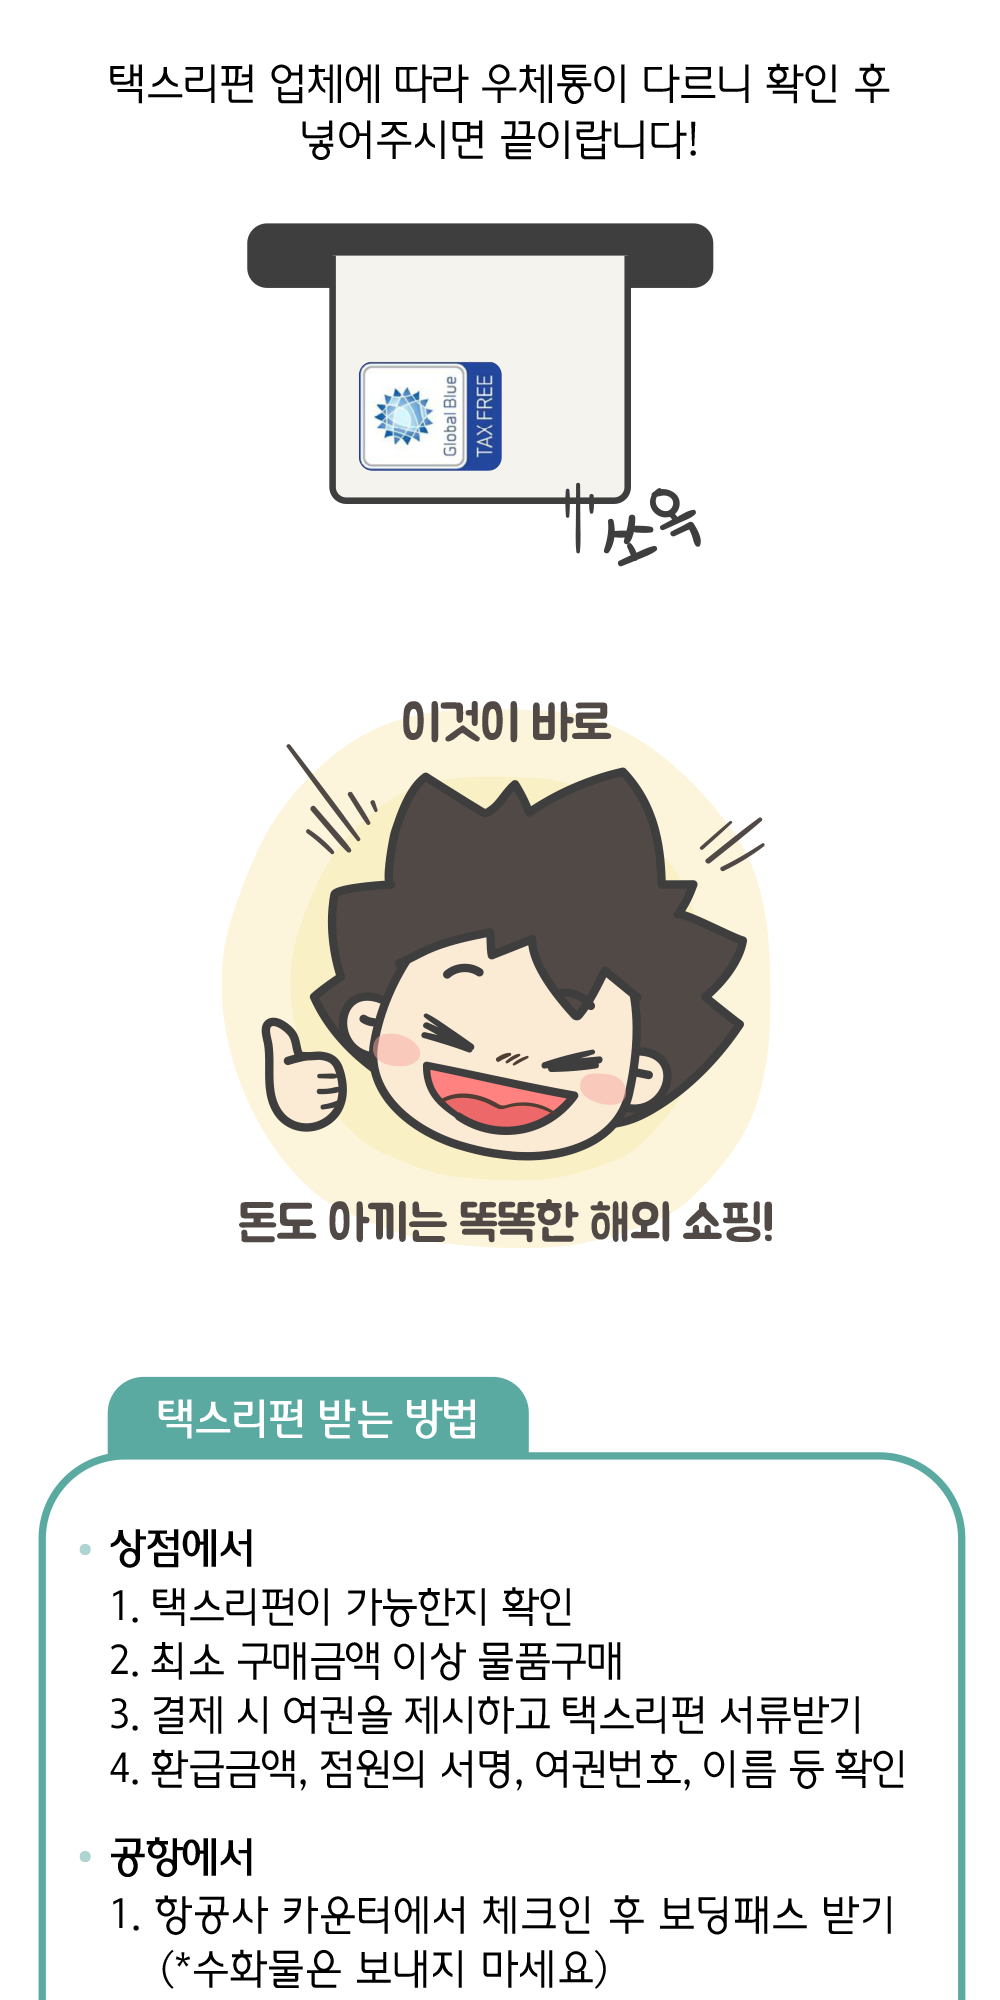 택스리펀 업체에 따라 우체통이 다르니 확인 후
넣어주시면 끝이랍니다!
Global Blue
TAX FREE
쏘옥
이것이 바로
돈도 아끼는 똑똑한 해외 쇼핑!
택스리펀 받는 방법
• 상점에서
1. 택스리펀이 가능한지 확인
2. 최소 구매금액 이상 물품구매
3. 결제 시 여권을 제시하고 택스리펀 서류받기
4. 환급금액, 점원의 서명, 여권번호, 이름 등 확인
• 공항에서
1. 항공사 카운터에서 체크인 후 보딩패스 받기
(*수화물은 보내지 마세요)